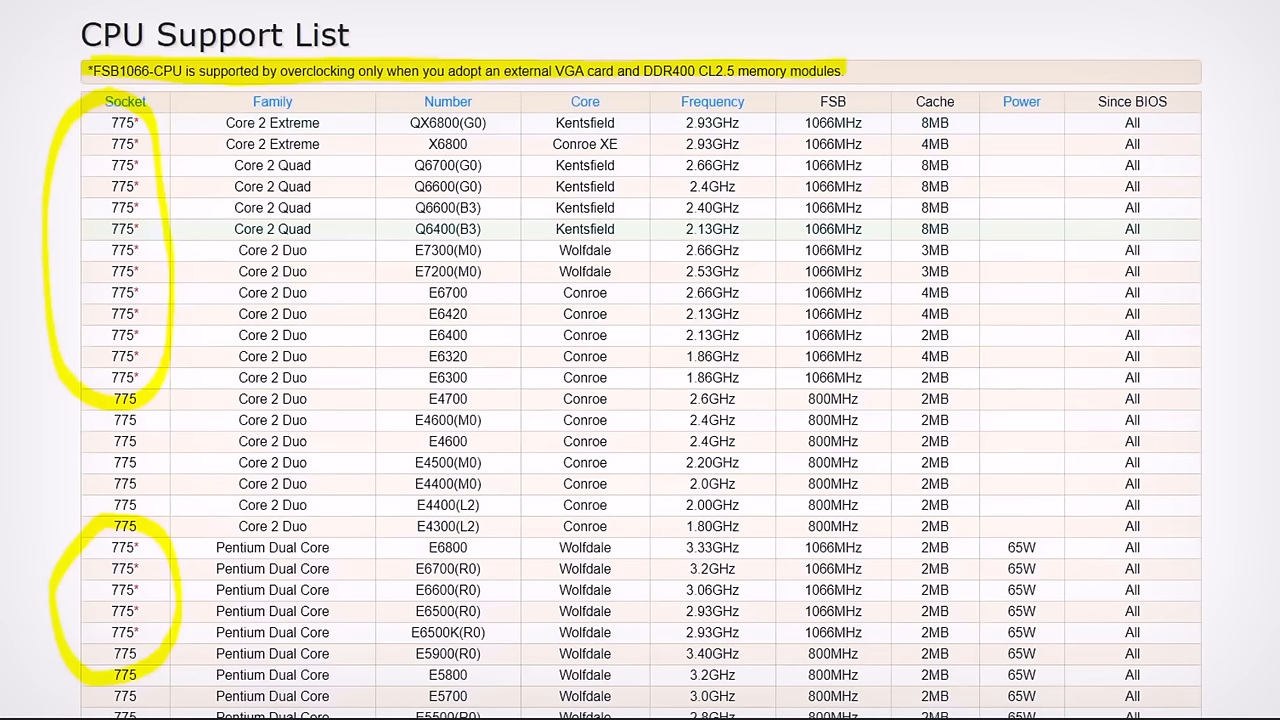 CPU Support List
*FSB1066-CPU is supported by overclocking only when you adopt an external VGA card and DDR400 CL2.5 memory modules.
Socket Family Number Core Frequency FSB Cache Power Since BIOS
775* Core 2 Extreme QX6800(G0) Kentsfield 2.93GHz 1066MHz 8MB All
775* Core 2 Extreme X6800 Conroe XE 2.93GHz 1066MHz 4MB All
775* Core 2 Quad Q6700(G0) Kentsfield 2.66GHz 1066MHz 8MB All
775* Core 2 Quad Q6600(G0) Kentsfield 2.4GHz 1066MHz 8MB All
775* Core 2 Quad Q6600(B3) Kentsfield 2.40GHz 1066MHz 8MB All
775* Core 2 Quad Q6400(B3) Kentsfield 2.13GHz 1066MHz 8MB All
775* Core 2 Duo E7300(M0) Wolfdale 2.66GHz 1066MHz 3MB All
775* Core 2 Duo E7200(M0) Wolfdale 2.53GHz 1066MHz 3MB All
775* Core 2 Duo E6700 Conroe 2.66GHz 1066MHz 4MB All
775* Core 2 Duo E6420 Conroe 2.13GHz 1066MHz 4MB All
775* Core 2 Duo E6400 Conroe 2.13GHz 1066MHz 2MB All
775* Core 2 Duo E6320 Conroe 1.86GHz 1066MHz 4MB All
775* Core 2 Duo E6300 Conroe 1.86GHz 1066MHz 2MB All
775 Core 2 Duo E4700 Conroe 2.6GHz 800MHz 2MB All
775 Core 2 Duo E4600(M0) Conroe 2.4GHz 800MHz 2MB All
775 Core 2 Duo E4600 Conroe 2.4GHz 800MHz 2MB All
775 Core 2 Duo E4500(M0) Conroe 2.20GHz 800MHz 2MB All
775 Core 2 Duo E4400(M0) Conroe 2.0GHz 800MHz 2MB All
775 Core 2 Duo E4400(L2) Conroe 2.00GHz 800MHz 2MB All
775 Core 2 Duo E4300(L2) Conroe 1.80GHz 800MHz 2MB All
775* Pentium Dual Core E6800 Wolfdale 3.33GHz 1066MHz 2MB 65W All
775* Pentium Dual Core E6700(R0) Wolfdale 3.2GHz 1066MHz 2MB 65W All
775* Pentium Dual Core E6600(R0) Wolfdale 3.06GHz 1066MHz 2MB 65W All
775* Pentium Dual Core E6500(R0) Wolfdale 2.93GHz 1066MHz 2MB 65W All
775* Pentium Dual Core E6500K(R0) Wolfdale 2.93GHz 1066MHz 2MB 65W All
775 Pentium Dual Core E5900(R0) Wolfdale 3.40GHz 800MHz 2MB 65W All
775 Pentium Dual Core E5800 Wolfdale 3.2GHz 800MHz 2MB 65W All
775 Pentium Dual Core E5700 Wolfdale 3.0GHz 800MHz 2MB 65W All
775 Pentium Dual Core E5500(R0) Wolfdale 2.8GHz 800MHz 2MB 65W All